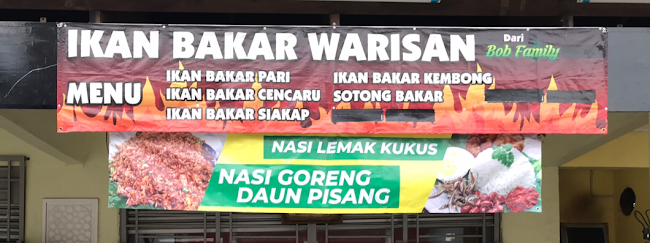 IKAN BAKAR WARISAN
Dari
Bob Family
MENU
IKAN BAKAR PARI
IKAN BAKAR CENCARU
IKAN BAKAR SIAKAP
IKAN BAKAR KEMBONG
SOTONG BAKAR
NASI LEMAK KUKUS
NASI GORENG
DAUN PISANG